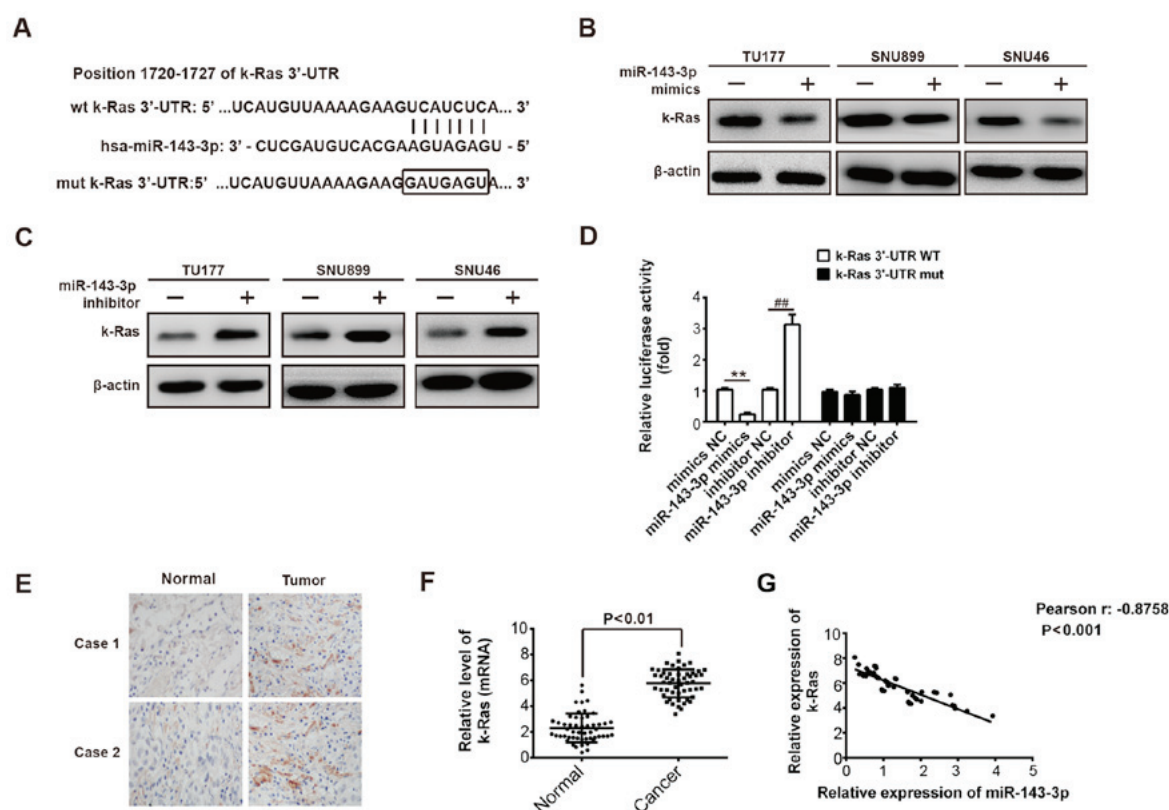 A
Position 1720-1727 of k-Ras 3'-UTR
wt k-Ras 3'-UTR: 5' ...UCAUGUUAAAAGAAGUCAUCUCA... 3'
hsa-miR-143-3p: 3' - CUCGAUGUCACGAAGUAGAGU - 5'
mut k-Ras 3'-UTR:5' ...UCAUGUUAAAAGAAGGAUGAGUA... 3'
B
TU177 SNU899 SNU46
miR-143-3p mimics − + − + − +
k-Ras
β-actin
C
TU177 SNU899 SNU46
miR-143-3p inhibitor − + − + − +
k-Ras
β-actin
D
k-Ras 3'-UTR WT
k-Ras 3'-UTR mut
Relative luciferase activity
(fold)
4
3
2
1
0
** ##
mimics NC
miR-143-3p mimics
inhibitor NC
miR-143-3p inhibitor
mimics NC
miR-143-3p mimics
inhibitor NC
miR-143-3p inhibitor
E
Normal Tumor
Case 1
Case 2
F
P<0.01
Relative level of
k-Ras (mRNA)
10
8
6
4
2
0
Normal Cancer
G
Pearson r: -0.8758
P<0.001
Relative expression of
k-Ras
10
8
6
4
2
0
0 1 2 3 4 5
Relative expression of miR-143-3p